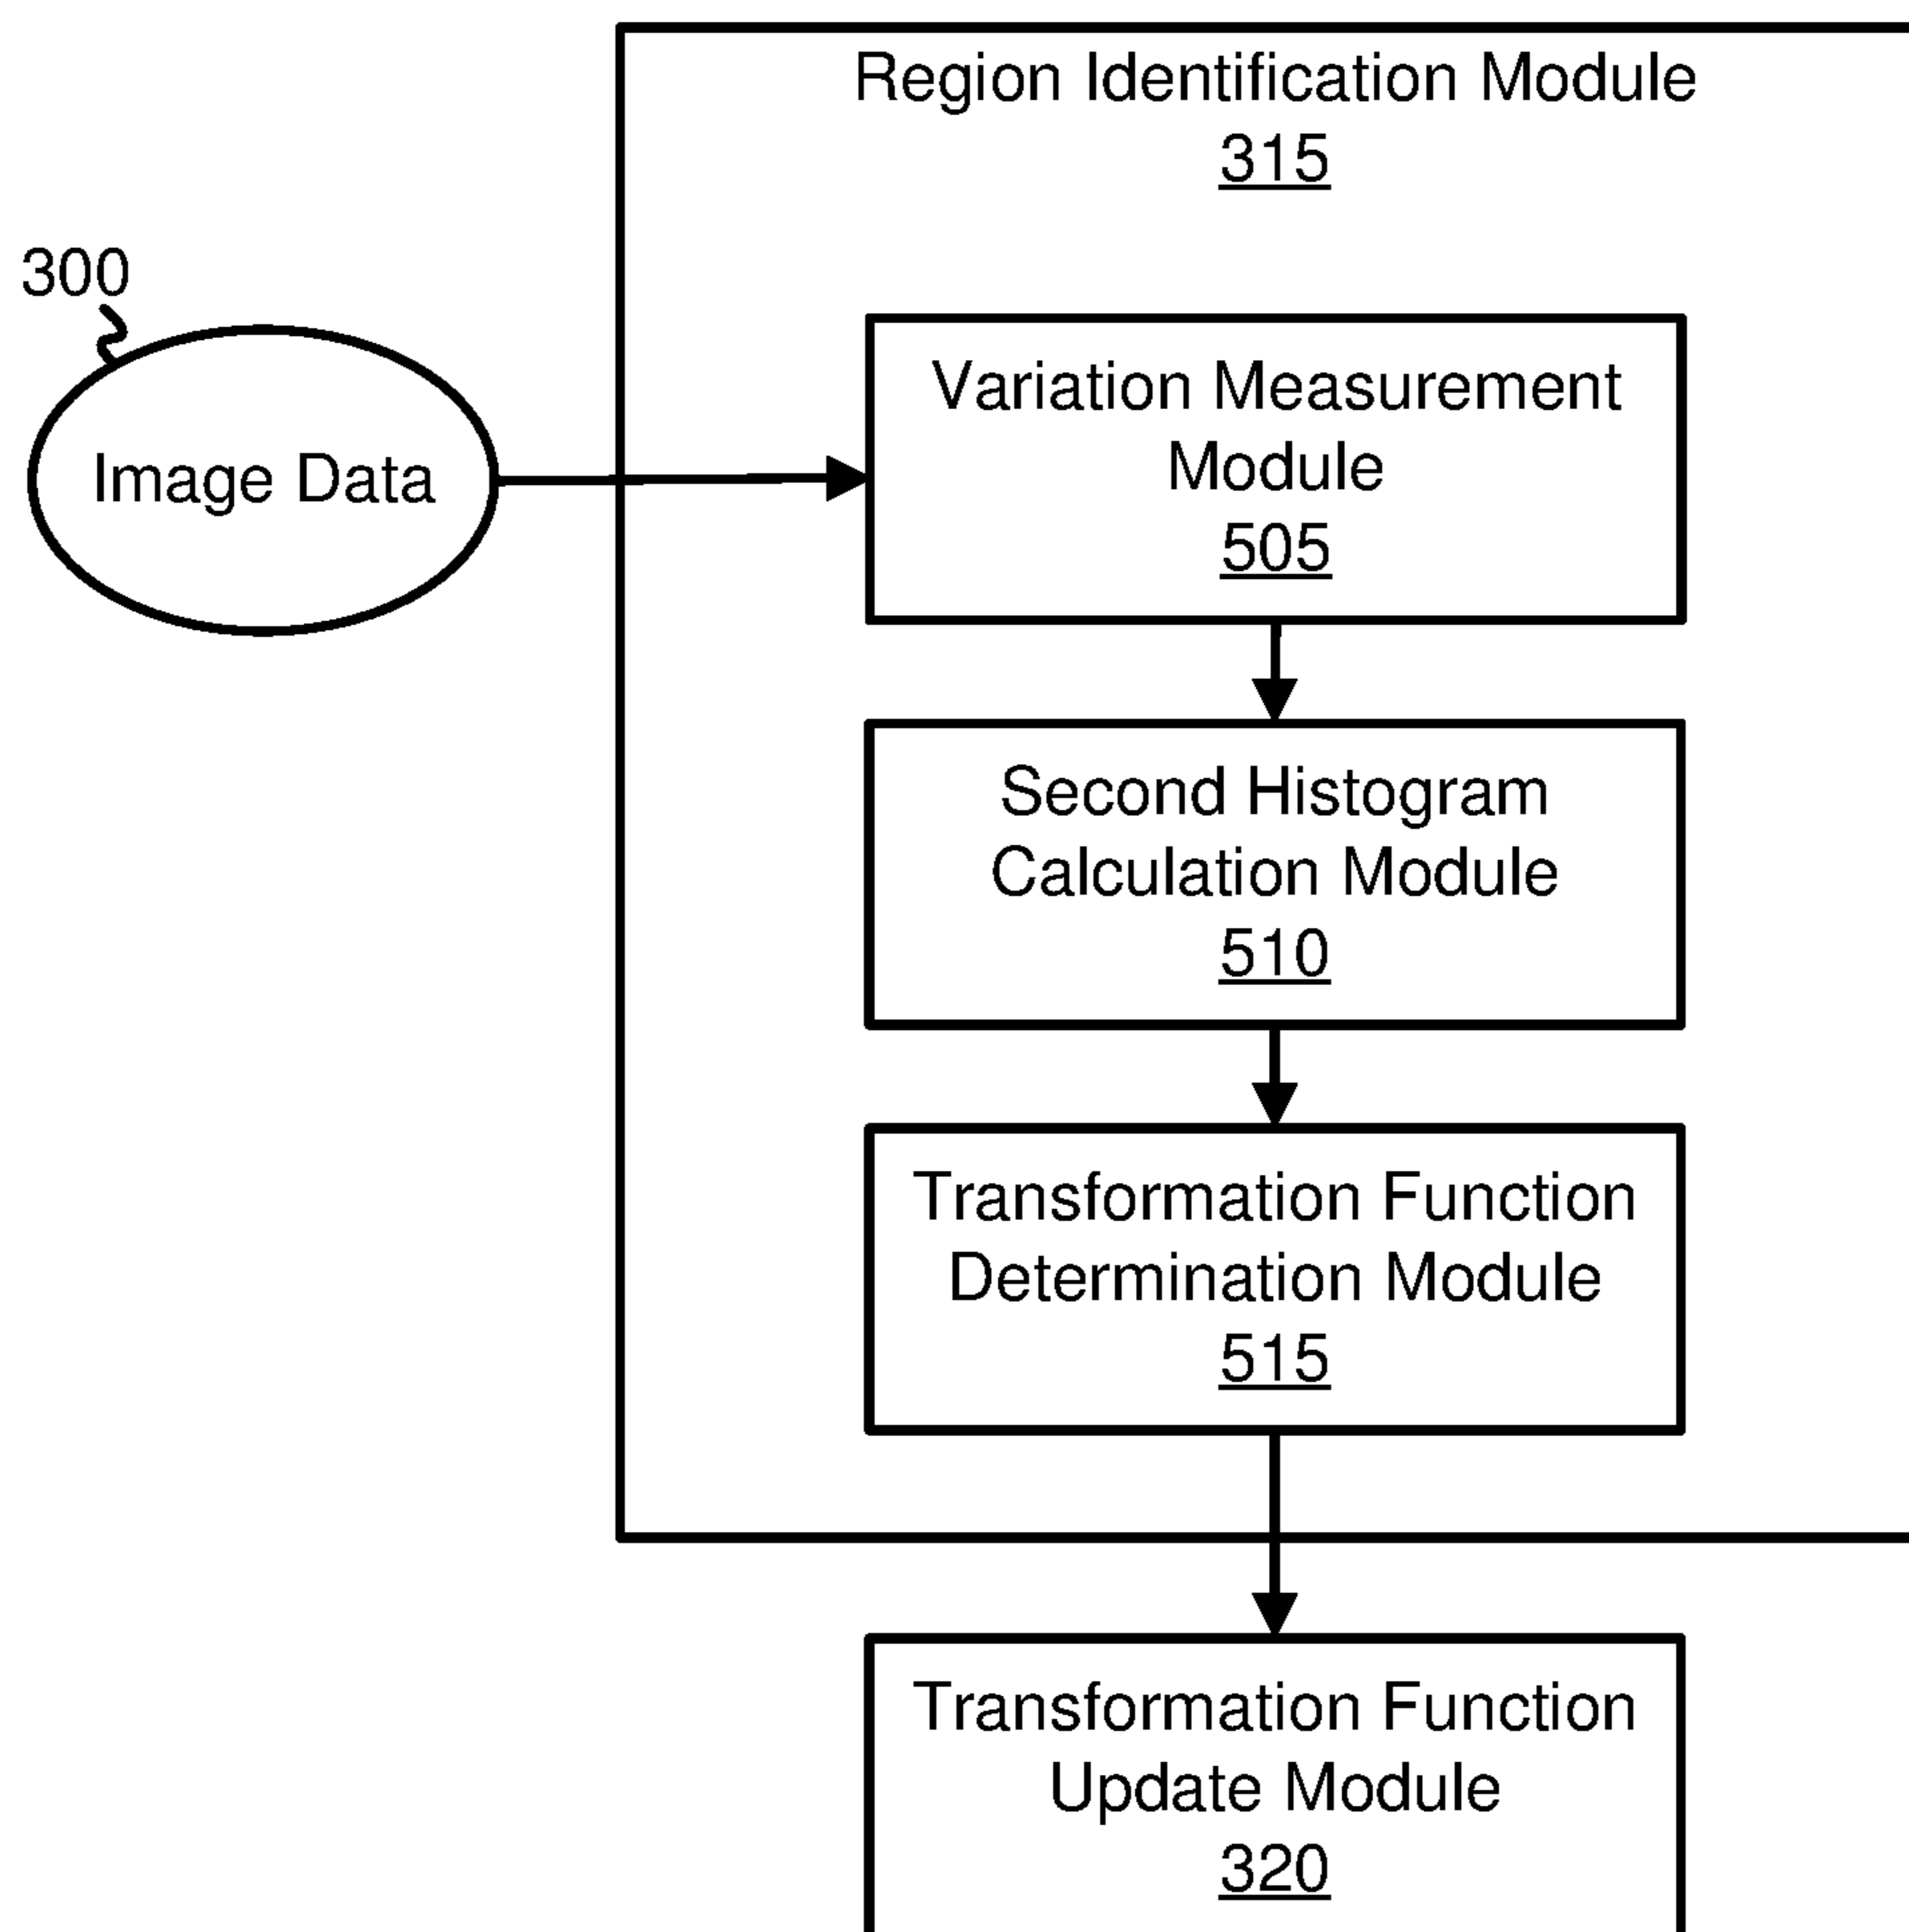 Region Identification Module
315
300
Image Data
Variation Measurement
Module
505
Second Histogram
Calculation Module
510
Transformation Function
Determination Module
515
Transformation Function
Update Module
320